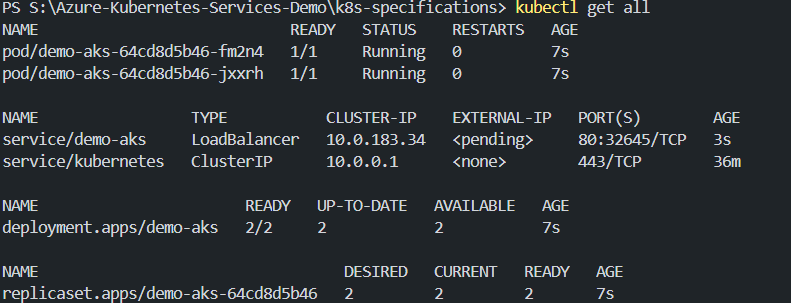 PS S:\Azure-Kubernetes-Services-Demo\k8s-specifications> kubectl get all
NAME READY STATUS RESTARTS AGE
pod/demo-aks-64cd8d5b46-fm2n4 1/1 Running 0 7s
pod/demo-aks-64cd8d5b46-jxxrh 1/1 Running 0 7s
NAME TYPE CLUSTER-IP EXTERNAL-IP PORT(S) AGE
service/demo-aks LoadBalancer 10.0.183.34 <pending> 80:32645/TCP 3s
service/kubernetes ClusterIP 10.0.0.1 <none> 443/TCP 36m
NAME READY UP-TO-DATE AVAILABLE AGE
deployment.apps/demo-aks 2/2 2 2 7s
NAME DESIRED CURRENT READY AGE
replicaset.apps/demo-aks-64cd8d5b46 2 2 2 7s